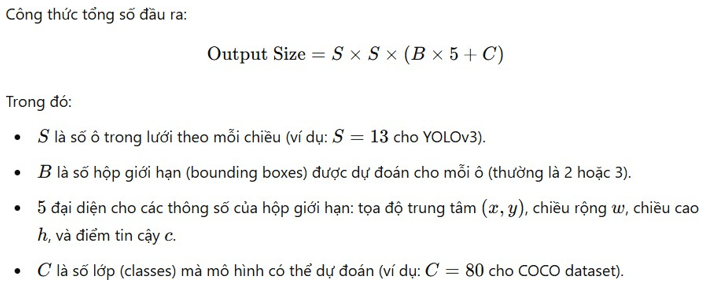 Công thức tổng số đầu ra:
Output Size = S × S × (B × 5 + C)
Trong đó:
• S là số ô trong lưới theo mỗi chiều (ví dụ: S = 13 cho YOLOv3).
• B là số hộp giới hạn (bounding boxes) được dự đoán cho mỗi ô (thường là 2 hoặc 3).
• 5 đại diện cho các thông số của hộp giới hạn: tọa độ trung tâm (x, y), chiều rộng w, chiều cao
h, và điểm tin cậy c.
• C là số lớp (classes) mà mô hình có thể dự đoán (ví dụ: C = 80 cho COCO dataset).